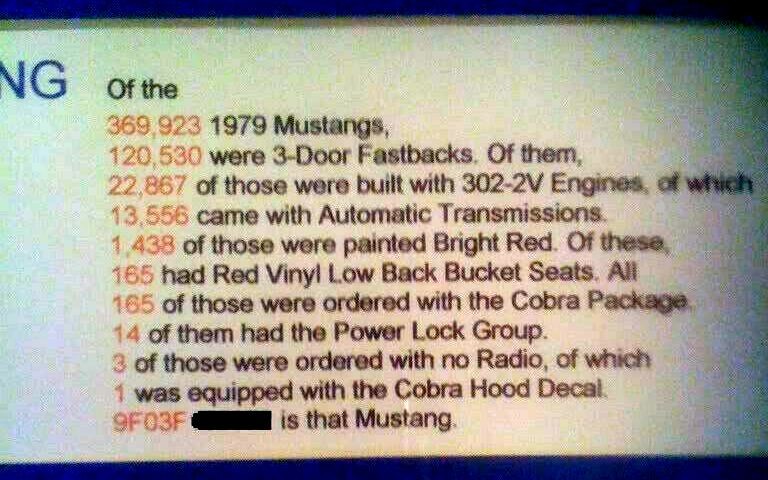 NG
Of the
369,923 1979 Mustangs,
120,530 were 3-Door Fastbacks. Of them,
22,867 of those were built with 302-2V Engines, of which
13,556 came with Automatic Transmissions.
1,438 of those were painted Bright Red. Of these,
165 had Red Vinyl Low Back Bucket Seats. All
165 of those were ordered with the Cobra Package.
14 of them had the Power Lock Group.
3 of those were ordered with no Radio, of which
1 was equipped with the Cobra Hood Decal.
9F03F is that Mustang.